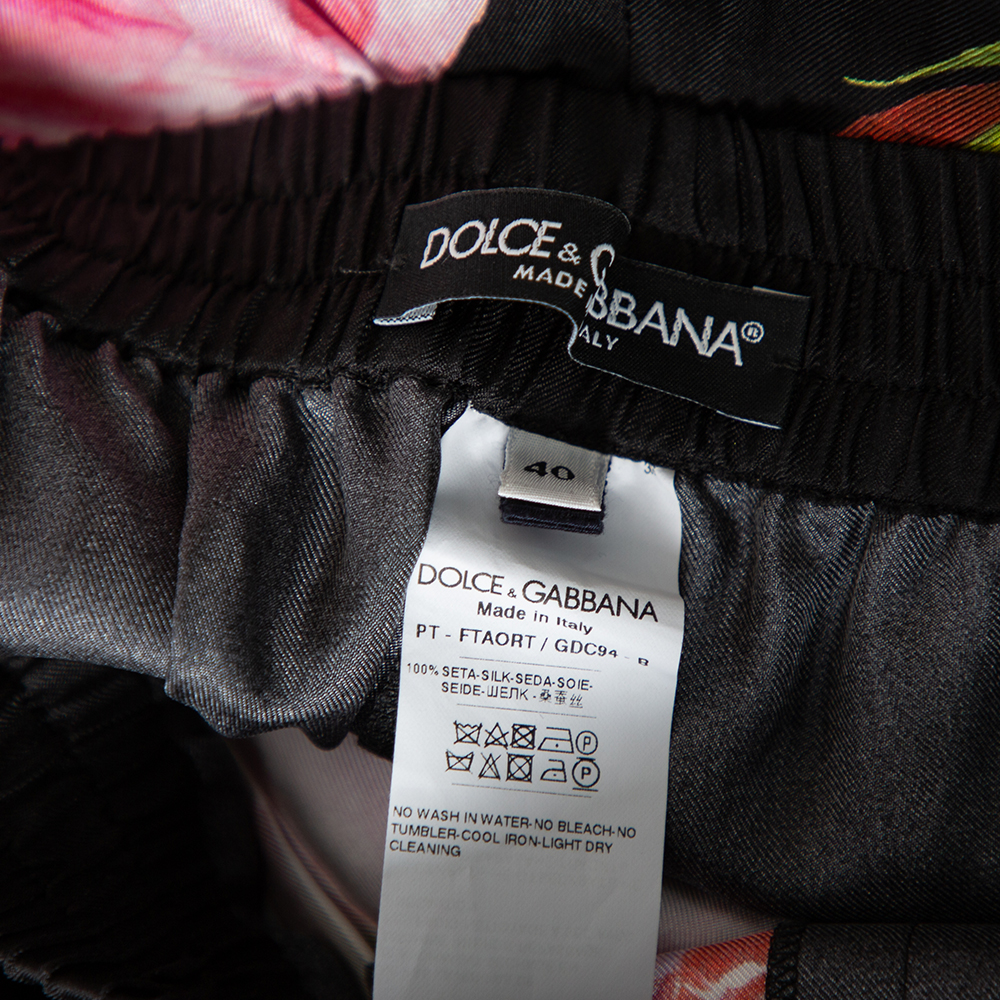 DOLCE & GABBANA®
MADE ALY
40
DOLCE & GABBANA
Made in Italy
PT - FTAORT / GDC94 - B
100% SETA-SILK-SEDA-SOIE-
SEIDE-ШЕЛК - 桑蚕丝
P
P
NO WASH IN WATER-NO BLEACH-NO
TUMBLER-COOL IRON-LIGHT DRY
CLEANING